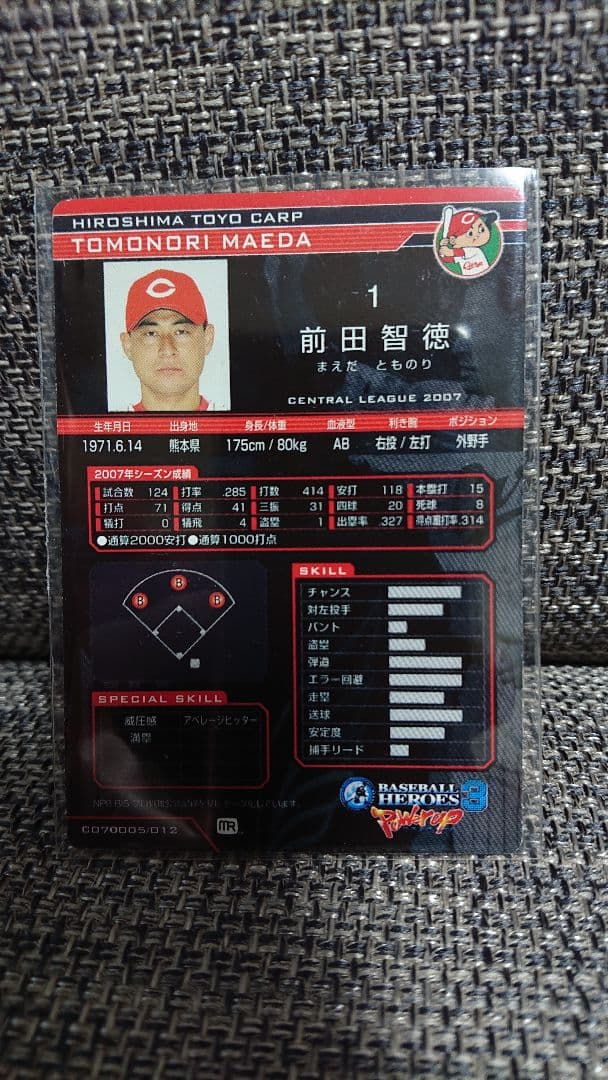 HIROSHIMA TOYO CARP
TOMONORI MAEDA
1
前田智徳
まえだ とものり
CENTRAL LEAGUE 2007
生年月日 出身地 身長/体重 血液型 利き腕 ポジション
1971.6.14 熊本県 175cm / 80kg AB 右投 / 左打 外野手
2007年シーズン成績
試合数 124 打率 .285 打数 414 安打 118 本塁打 15
打点 71 得点 41 三振 31 四球 20 死球 8
犠打 0 犠飛 4 盗塁 1 出塁率 .327 得点圏打率 .314
●通算2000安打●通算1000打点
B
B B
SKILL
チャンス
対左投手
バント
盗塁
弾道
エラー回避
走塁
送球
安定度
捕手リード
SPECIAL SKILL
威圧感 アベレージヒッター
満塁
BASEBALL HEROES 3
Power up
C070005/012 MR